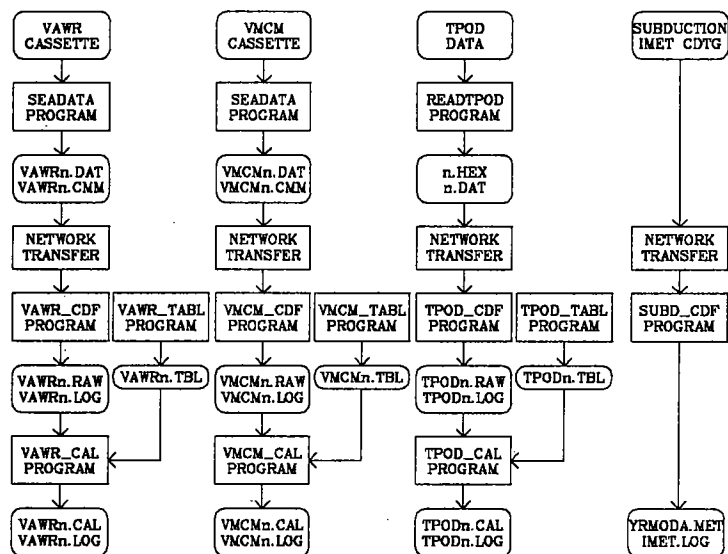 VAWR
CASSETTE
SEADATA
PROGRAM
VAWRn.DAT
VAWRn.CMM
NETWORK
TRANSFER
VAWR_CDF
PROGRAM
VAWR_TABL
PROGRAM
VAWRn.RAW
VAWRn.LOG
VAWRn.TBL
VAWR_CAL
PROGRAM
VAWRn.CAL
VAWRn.LOG
VMCM
CASSETTE
SEADATA
PROGRAM
VMCMn.DAT
VMCMn.CMM
NETWORK
TRANSFER
VMCM_CDF
PROGRAM
VMCM_TABL
PROGRAM
VMCMn.RAW
VMCMn.LOG
VMCMn.TBL
VMCM_CAL
PROGRAM
VMCMn.CAL
VMCMn.LOG
TPOD
DATA
READTPOD
PROGRAM
n.HEX
n.DAT
NETWORK
TRANSFER
TPOD_CDF
PROGRAM
TPOD_TABL
PROGRAM
TPODn.RAW
TPODn.LOG
TPODn.TBL
TPOD_CAL
PROGRAM
TPODn.CAL
TPODn.LOG
SUBDUCTION
IMET CDTG
NETWORK
TRANSFER
SUBD_CDF
PROGRAM
YRMODA.MET
IMET.LOG